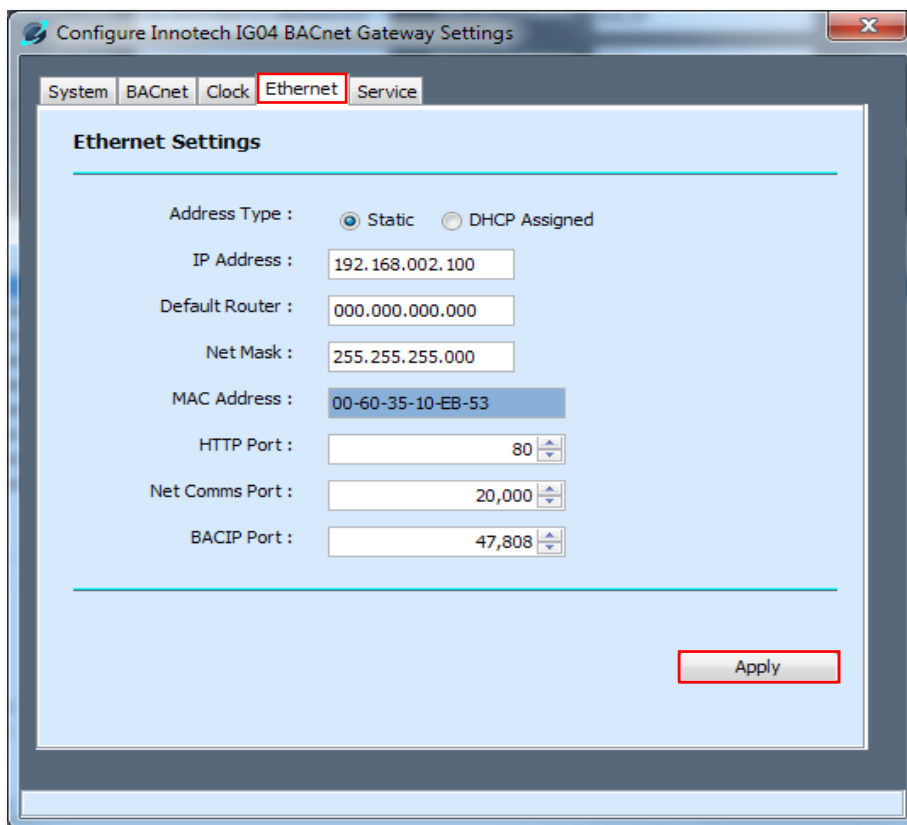 Configure Innotech IG04 BACnet Gateway Settings
x
System BACnet Clock Ethernet Service
Ethernet Settings
Address Type : Static DHCP Assigned
IP Address : 192.168.002.100
Default Router : 000.000.000.000
Net Mask : 255.255.255.000
MAC Address : 00-60-35-10-EB-53
HTTP Port : 80
Net Comms Port : 20,000
BACIP Port : 47,808
Apply